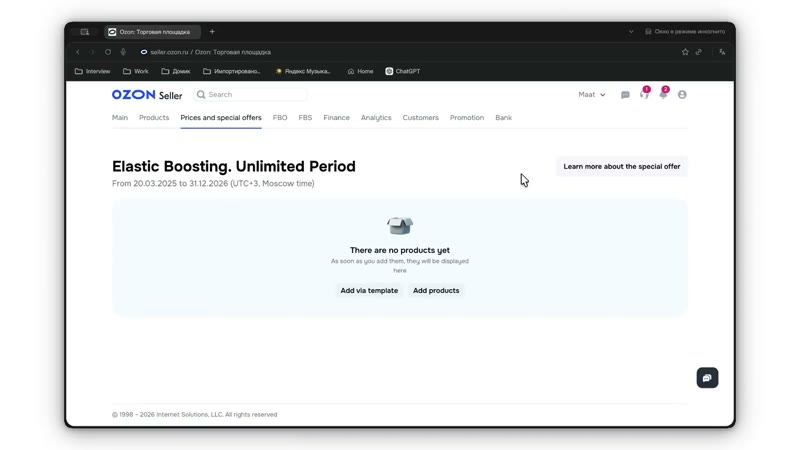 Ozon: Торговая площадка
Окно в режиме инкогнито
seller.ozon.ru / Ozon: Торговая площадка
Interview Work Домик Импортировано... Яндекс Музыка... Home ChatGPT
OZON Seller Search Maat 1 2
Main Products Prices and special offers FBO FBS Finance Analytics Customers Promotion Bank
Elastic Boosting. Unlimited Period
Learn more about the special offer
From 20.03.2025 to 31.12.2026 (UTC+3, Moscow time)
There are no products yet
As soon as you add them, they will be displayed
here
Add via template Add products
© 1998 – 2026 Internet Solutions, LLC. All rights reserved